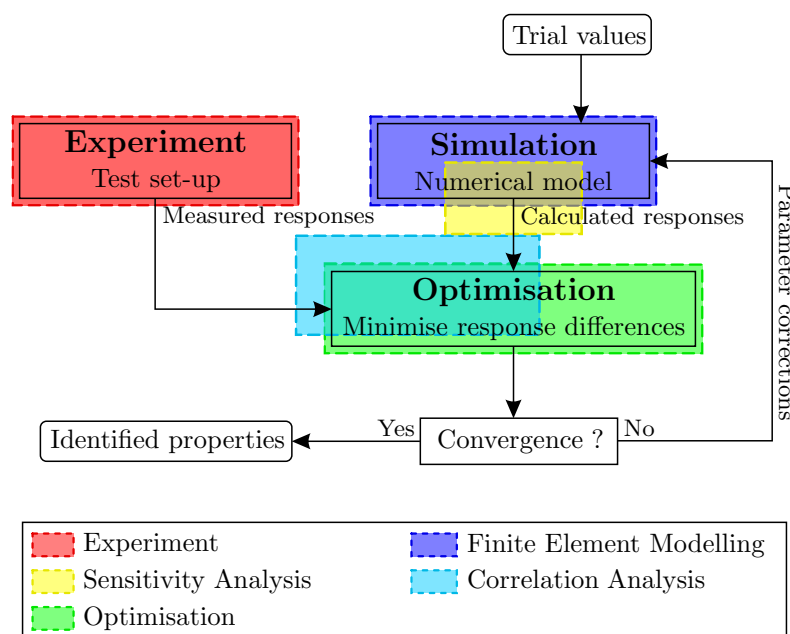 Trial values
Experiment
Test set-up
Simulation
Numerical model
Measured responses
Calculated responses
Parameter corrections
Optimisation
Minimise response differences
Identified properties
Yes
Convergence ?
No
Experiment
Finite Element Modelling
Sensitivity Analysis
Correlation Analysis
Optimisation